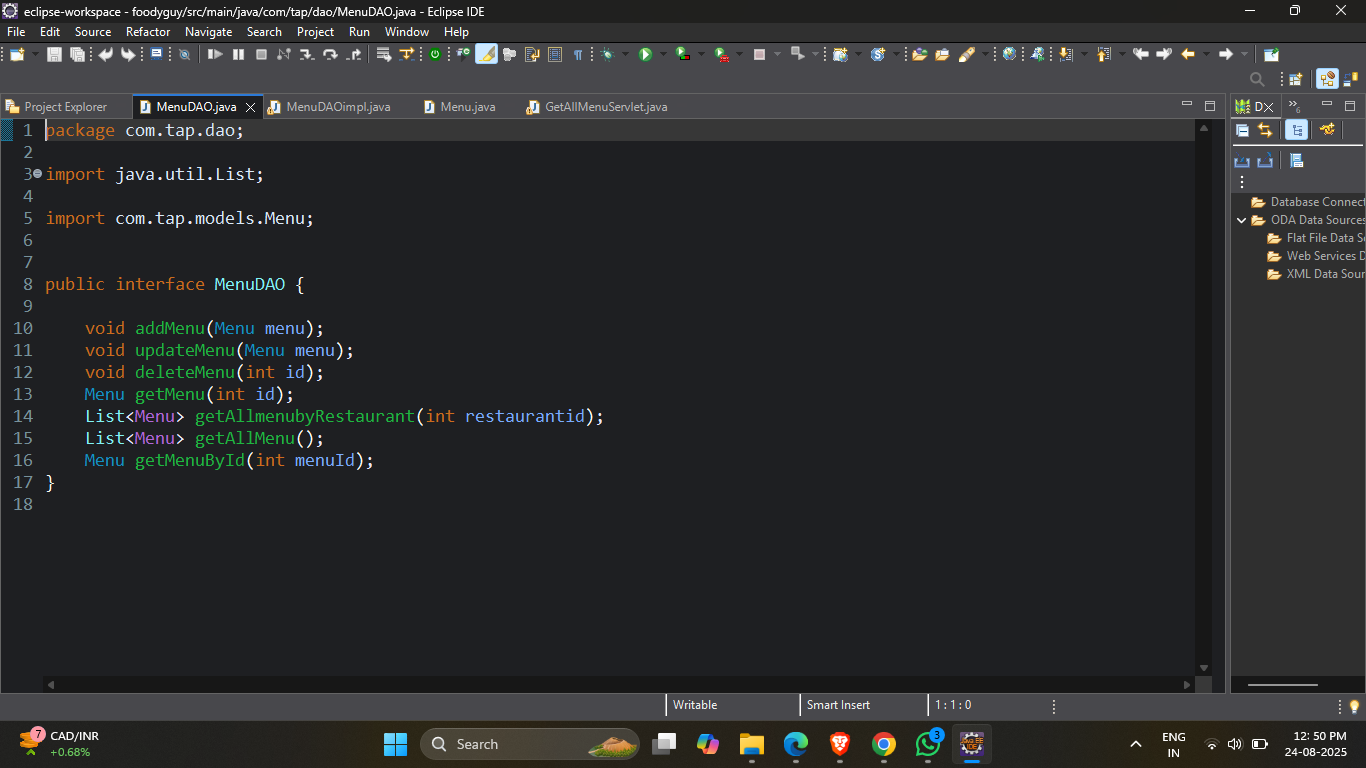 eclipse-workspace - foodyguy/src/main/java/com/tap/dao/MenuDAO.java - Eclipse IDE
File Edit Source Refactor Navigate Search Project Run Window Help
Project Explorer MenuDAO.java MenuDAOimpl.java Menu.java GetAllMenuServlet.java D
1 package com.tap.dao;
2
3 import java.util.List;
4
5 import com.tap.models.Menu;
6
7
8 public interface MenuDAO {
9
10 void addMenu(Menu menu);
11 void updateMenu(Menu menu);
12 void deleteMenu(int id);
13 Menu getMenu(int id);
14 List<Menu> getAllmenubyRestaurant(int restaurantid);
15 List<Menu> getAllMenu();
16 Menu getMenuById(int menuId);
17 }
18
Database Connect
ODA Data Sources
Flat File Data S
Web Services D
XML Data Sour
Writable Smart Insert 1 : 1 : 0
7 CAD/INR
+0.68%
Search
3
ENG
IN
12:50 PM
24-08-2025